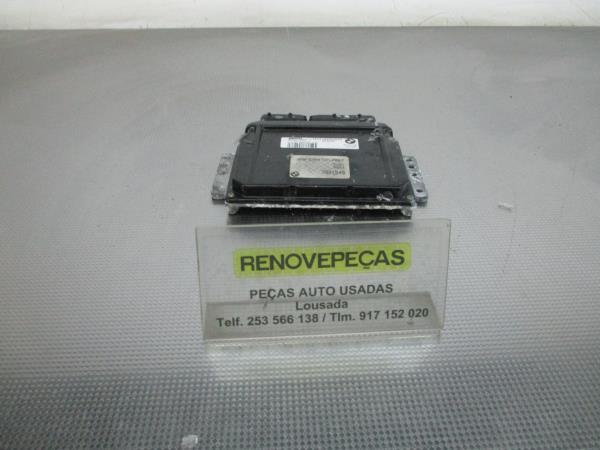 RENOVEPEÇAS
PEÇAS AUTO USADAS
Lousada
Telf. 253 566 138 / Tlm. 917 152 020